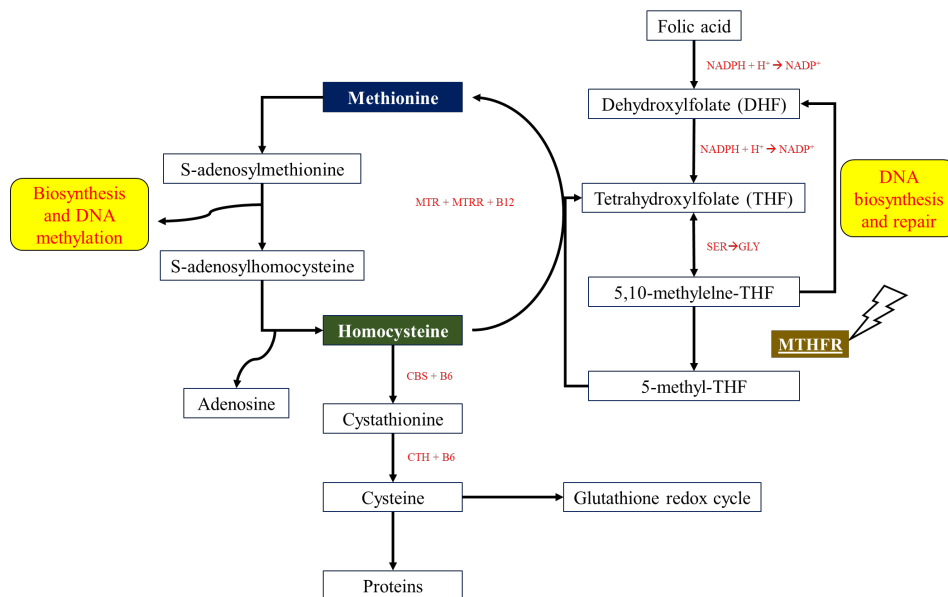 Folic acid
NADPH + H⁺ → NADP⁺
Methionine
Dehydroxylfolate (DHF)
NADPH + H⁺ → NADP⁺
S-adenosylmethionine
Biosynthesis
and DNA
methylation
MTR + MTRR + B12
Tetrahydroxylfolate (THF)
DNA
biosynthesis
and repair
SER→GLY
S-adenosylhomocysteine
5,10-methylelne-THF
Homocysteine
MTHFR
CBS + B6
5-methyl-THF
Adenosine
Cystathionine
CTH + B6
Cysteine
Glutathione redox cycle
Proteins